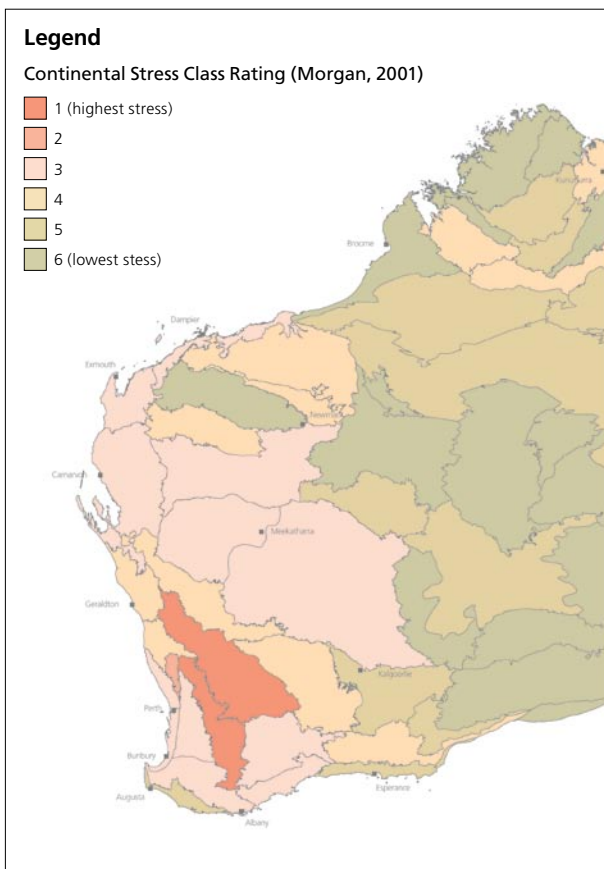 Legend
Continental Stress Class Rating (Morgan, 2001)
1 (highest stress)
2
3
4
5
6 (lowest stess)
Kununurra
Broome
Dampier
Exmouth
Newman
Carnarvon
Meekatharra
Geraldton
Kalgoorlie
Perth
Bunbury
Augusta
Esperance
Albany